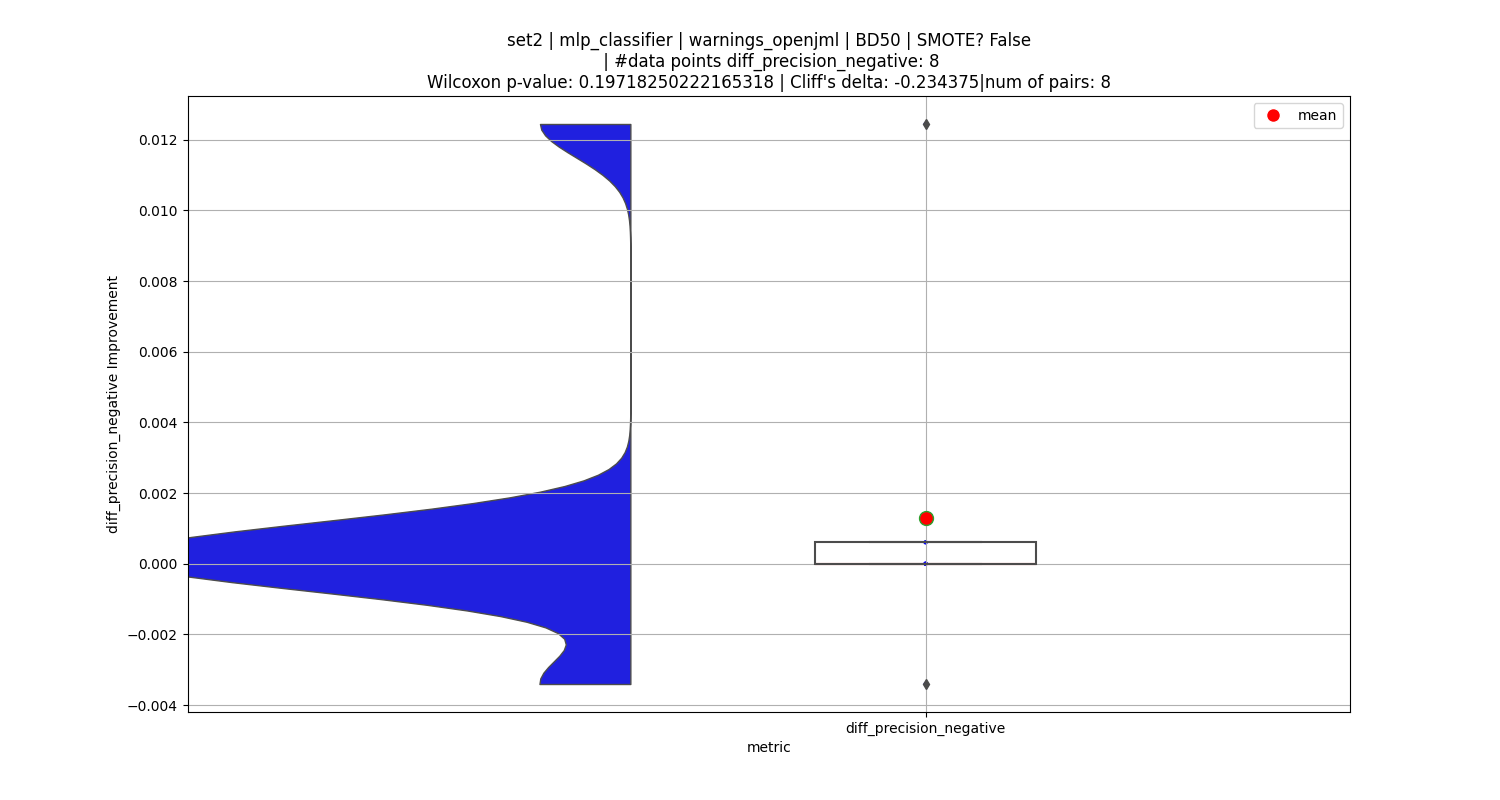 set2 | mlp_classifier | warnings_openjml | BD50 | SMOTE? False
| #data points diff_precision_negative: 8
Wilcoxon p-value: 0.19718250222165318 | Cliff's delta: -0.234375|num of pairs: 8
mean
0.012
0.010
0.008
0.006
0.004
0.002
0.000
−0.002
−0.004
diff_precision_negative Improvement
diff_precision_negative
metric